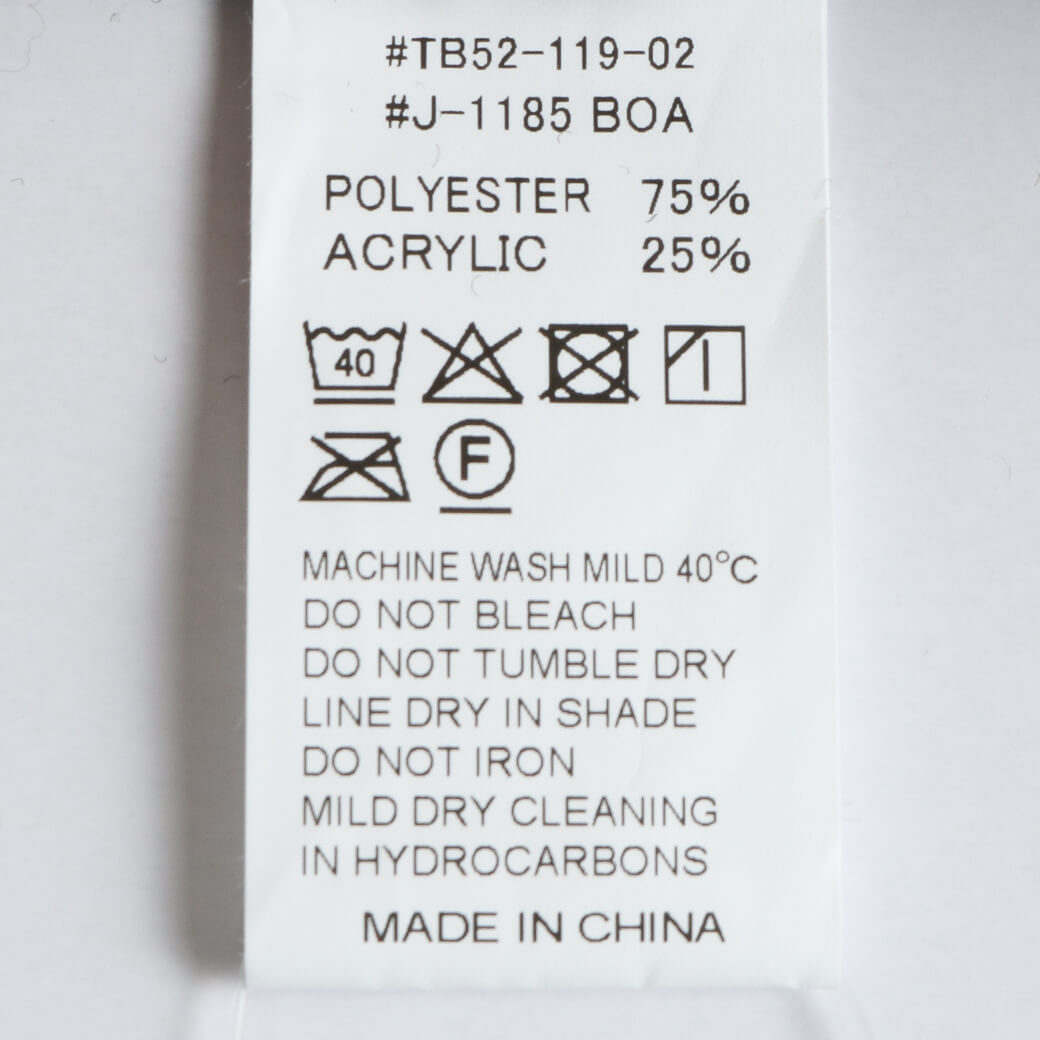 #TB52-119-02
#J-1185 BOA
POLYESTER 75%
ACRYLIC 25%
40
F
MACHINE WASH MILD 40°C
DO NOT BLEACH
DO NOT TUMBLE DRY
LINE DRY IN SHADE
DO NOT IRON
MILD DRY CLEANING
IN HYDROCARBONS
MADE IN CHINA